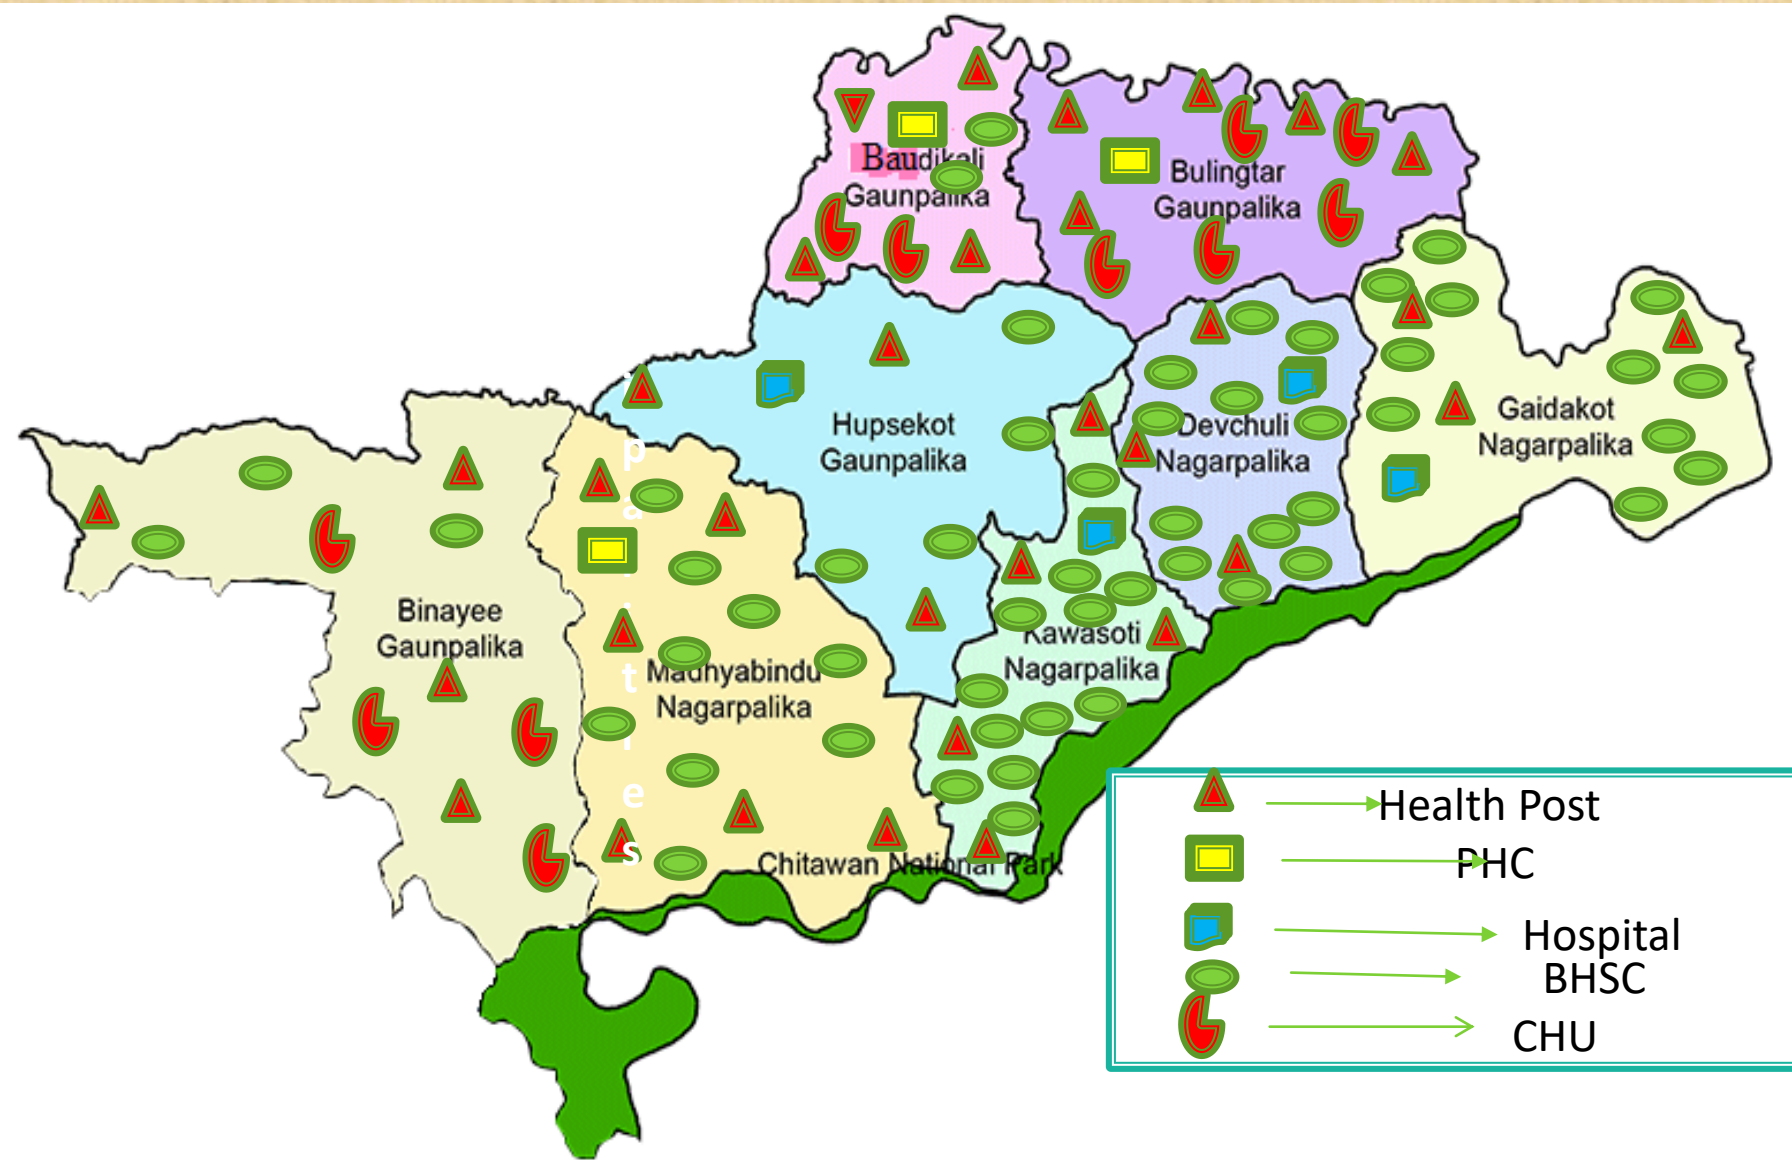 Baudikali
Gaunpalika
Bulingtar
Gaunpalika
Hupsekot
Gaunpalika
Devchuli
Nagarpalika
Gaidakot
Nagarpalika
Binayee
Gaunpalika
Madhyabindu
Nagarpalika
Kawasoti
Nagarpalika
Chitawan National Park
Health Post
PHC
Hospital
BHSC
CHU